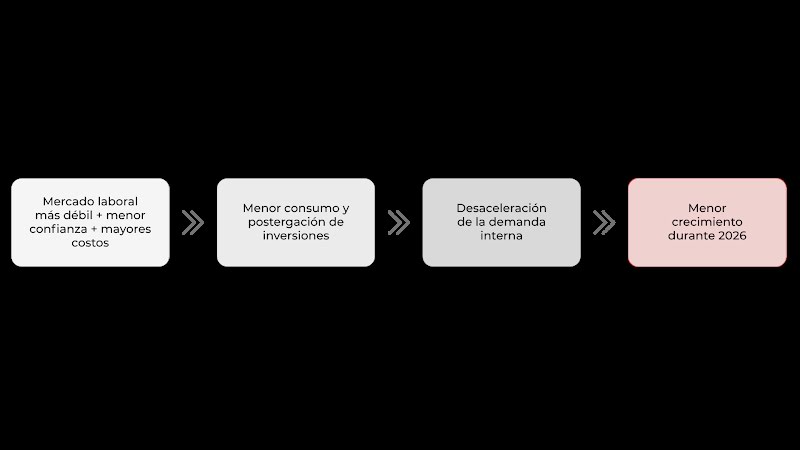 Mercado laboral
más débil + menor
confianza + mayores
costos
Menor consumo y
postergación de
inversiones
Desaceleración
de la demanda
interna
Menor
crecimiento
durante 2026